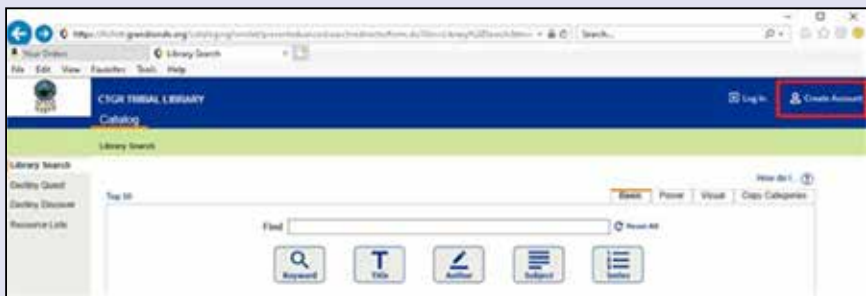 Search...
Your Orders Library Search
File Edit View Favorites Tools Help
CTGR TRIBAL LIBRARY
Log In Create Account
Catalog
Library Search
Library Search
How do I...
Destiny Quest
Top 10
Basic Power Visual Copy Categories
Destiny Discover
Resource Lists
Find
Reset All
Keyword Title Author Subject Series